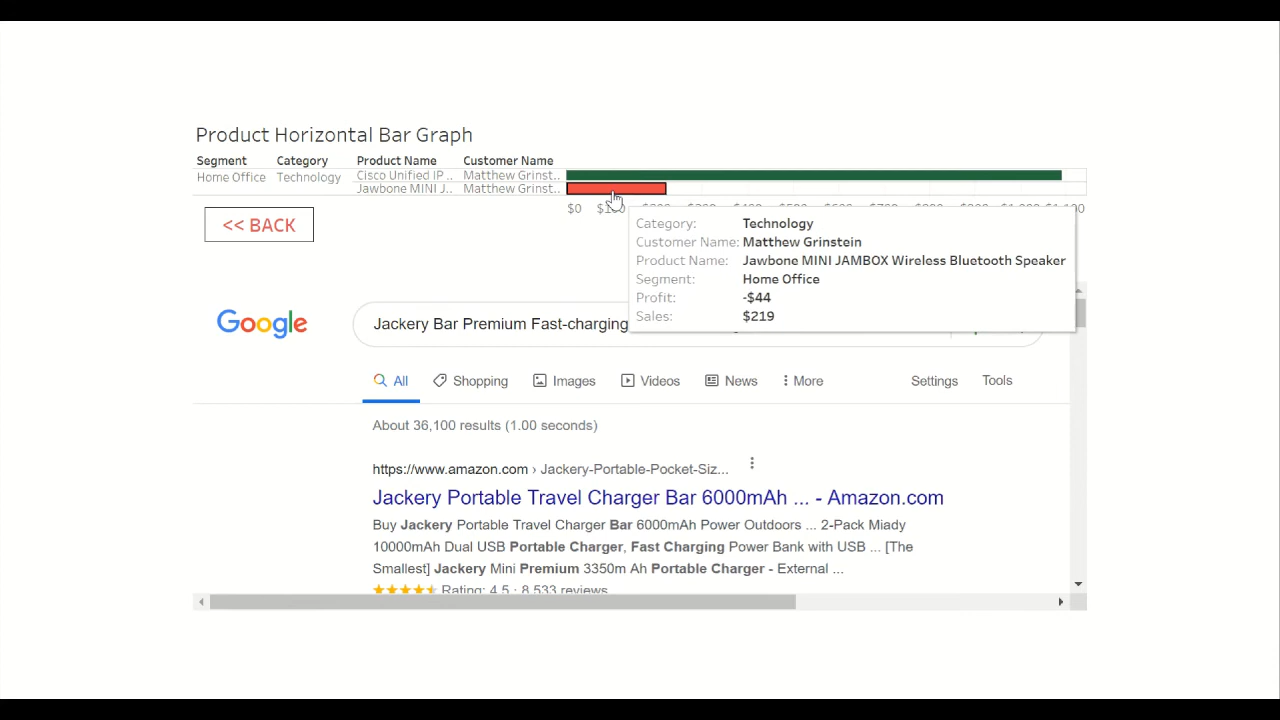 Product Horizontal Bar Graph
Segment Category Product Name Customer Name
Home Office Technology Cisco Unified IP .. Matthew Grinst..
Jawbone MINI J.. Matthew Grinst..
$0
<< BACK
Category: Technology
Customer Name: Matthew Grinstein
Product Name: Jawbone MINI JAMBOX Wireless Bluetooth Speaker
Segment: Home Office
Profit: -$44
Sales: $219
Google
Jackery Bar Premium Fast-charging
All Shopping Images Videos News More Settings Tools
About 36,100 results (1.00 seconds)
https://www.amazon.com › Jackery-Portable-Pocket-Siz...
Jackery Portable Travel Charger Bar 6000mAh ... - Amazon.com
Buy Jackery Portable Travel Charger Bar 6000mAh Power Outdoors ... 2-Pack Miady
10000mAh Dual USB Portable Charger, Fast Charging Power Bank with USB ... [The
Smallest] Jackery Mini Premium 3350m Ah Portable Charger - External ...
Rating: 4.5 · 8,533 reviews